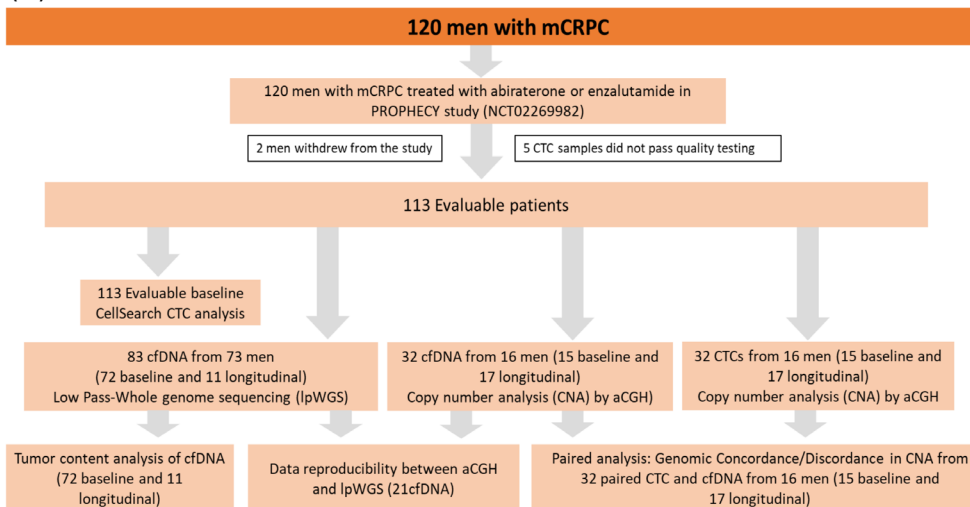 120 men with mCRPC
120 men with mCRPC treated with abiraterone or enzalutamide in
PROPHECY study (NCT02269982)
2 men withdrew from the study
5 CTC samples did not pass quality testing
113 Evaluable patients
113 Evaluable baseline
CellSearch CTC analysis
83 cfDNA from 73 men
(72 baseline and 11 longitudinal)
Low Pass-Whole genome sequencing (lpWGS)
32 cfDNA from 16 men (15 baseline and
17 longitudinal)
Copy number analysis (CNA) by aCGH)
32 CTCs from 16 men (15 baseline and
17 longitudinal)
Copy number analysis (CNA) by aCGH
Tumor content analysis of cfDNA
(72 baseline and 11
longitudinal)
Data reproducibility between aCGH
and lpWGS (21cfDNA)
Paired analysis: Genomic Concordance/Discordance in CNA from
32 paired CTC and cfDNA from 16 men (15 baseline and
17 longitudinal)